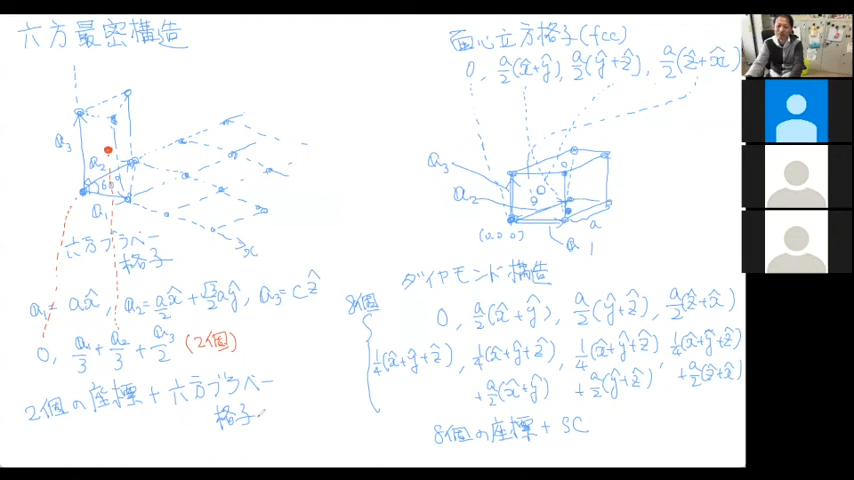 六方最密構造
a₃
a₂
60°
a₁
x
六方ブラベー
格子
a₁ = ax̂, a₂ = a/2 x̂ + √3/2 aŷ, a₃ = cẑ
0, a₁/3 + a₂/3 + a₃/2 (2個)
2個の座標 + 六方ブラベー
格子
面心立方格子(fcc)
0, a/2(x̂+ŷ), a/2(ŷ+ẑ), a/2(ẑ+x̂)
a₃
a₂
(0,0,0)
a
a₁
ダイヤモンド構造
8個
0, a/2(x̂+ŷ), a/2(ŷ+ẑ), a/2(ẑ+x̂)
1/4(x̂+ŷ+ẑ), 1/4(x̂+ŷ+ẑ), 1/4(x̂+ŷ+ẑ), 1/4(x̂+ŷ+ẑ)
+a/2(x̂+ŷ) +a/2(ŷ+ẑ) +a/2(ẑ+x̂)
8個の座標 + SC